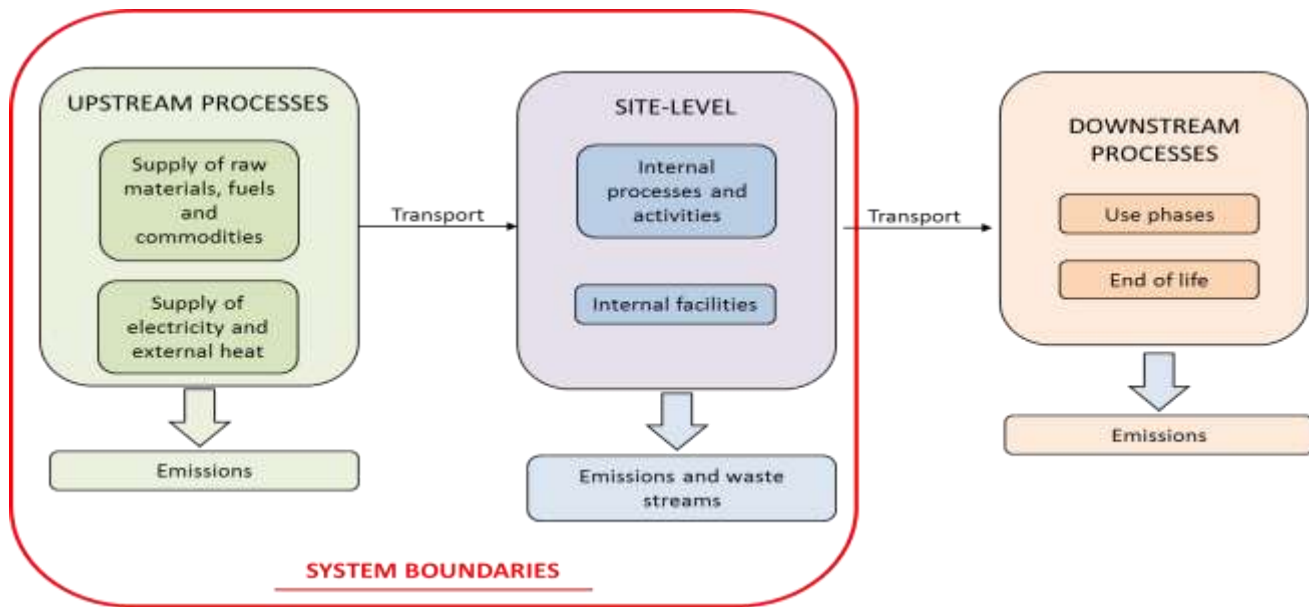 UPSTREAM PROCESSES
Supply of raw
materials, fuels
and
commodities
Supply of
electricity and
external heat
Emissions
Transport
SITE-LEVEL
Internal
processes and
activities
Internal facilities
Emissions and waste
streams
Transport
DOWNSTREAM
PROCESSES
Use phases
End of life
Emissions
SYSTEM BOUNDARIES